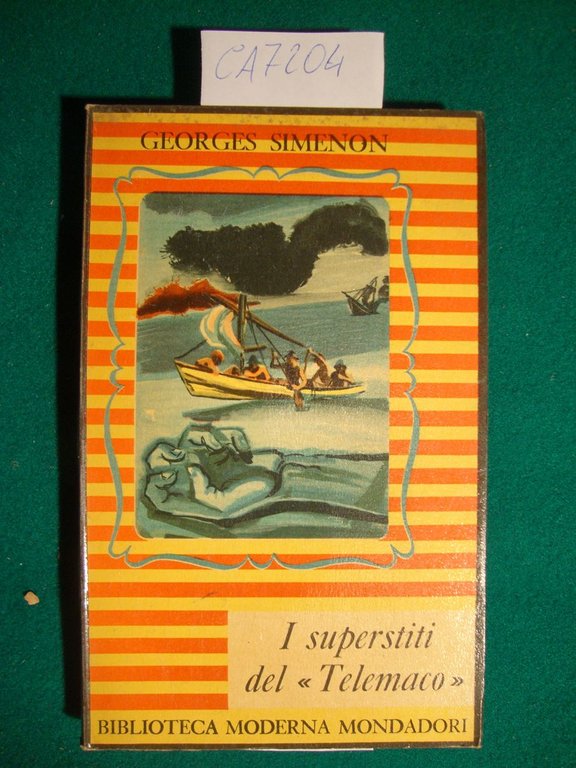 CA7204
GEORGES SIMENON
I superstiti
del « Telemaco »
BIBLIOTECA MODERNA MONDADORI